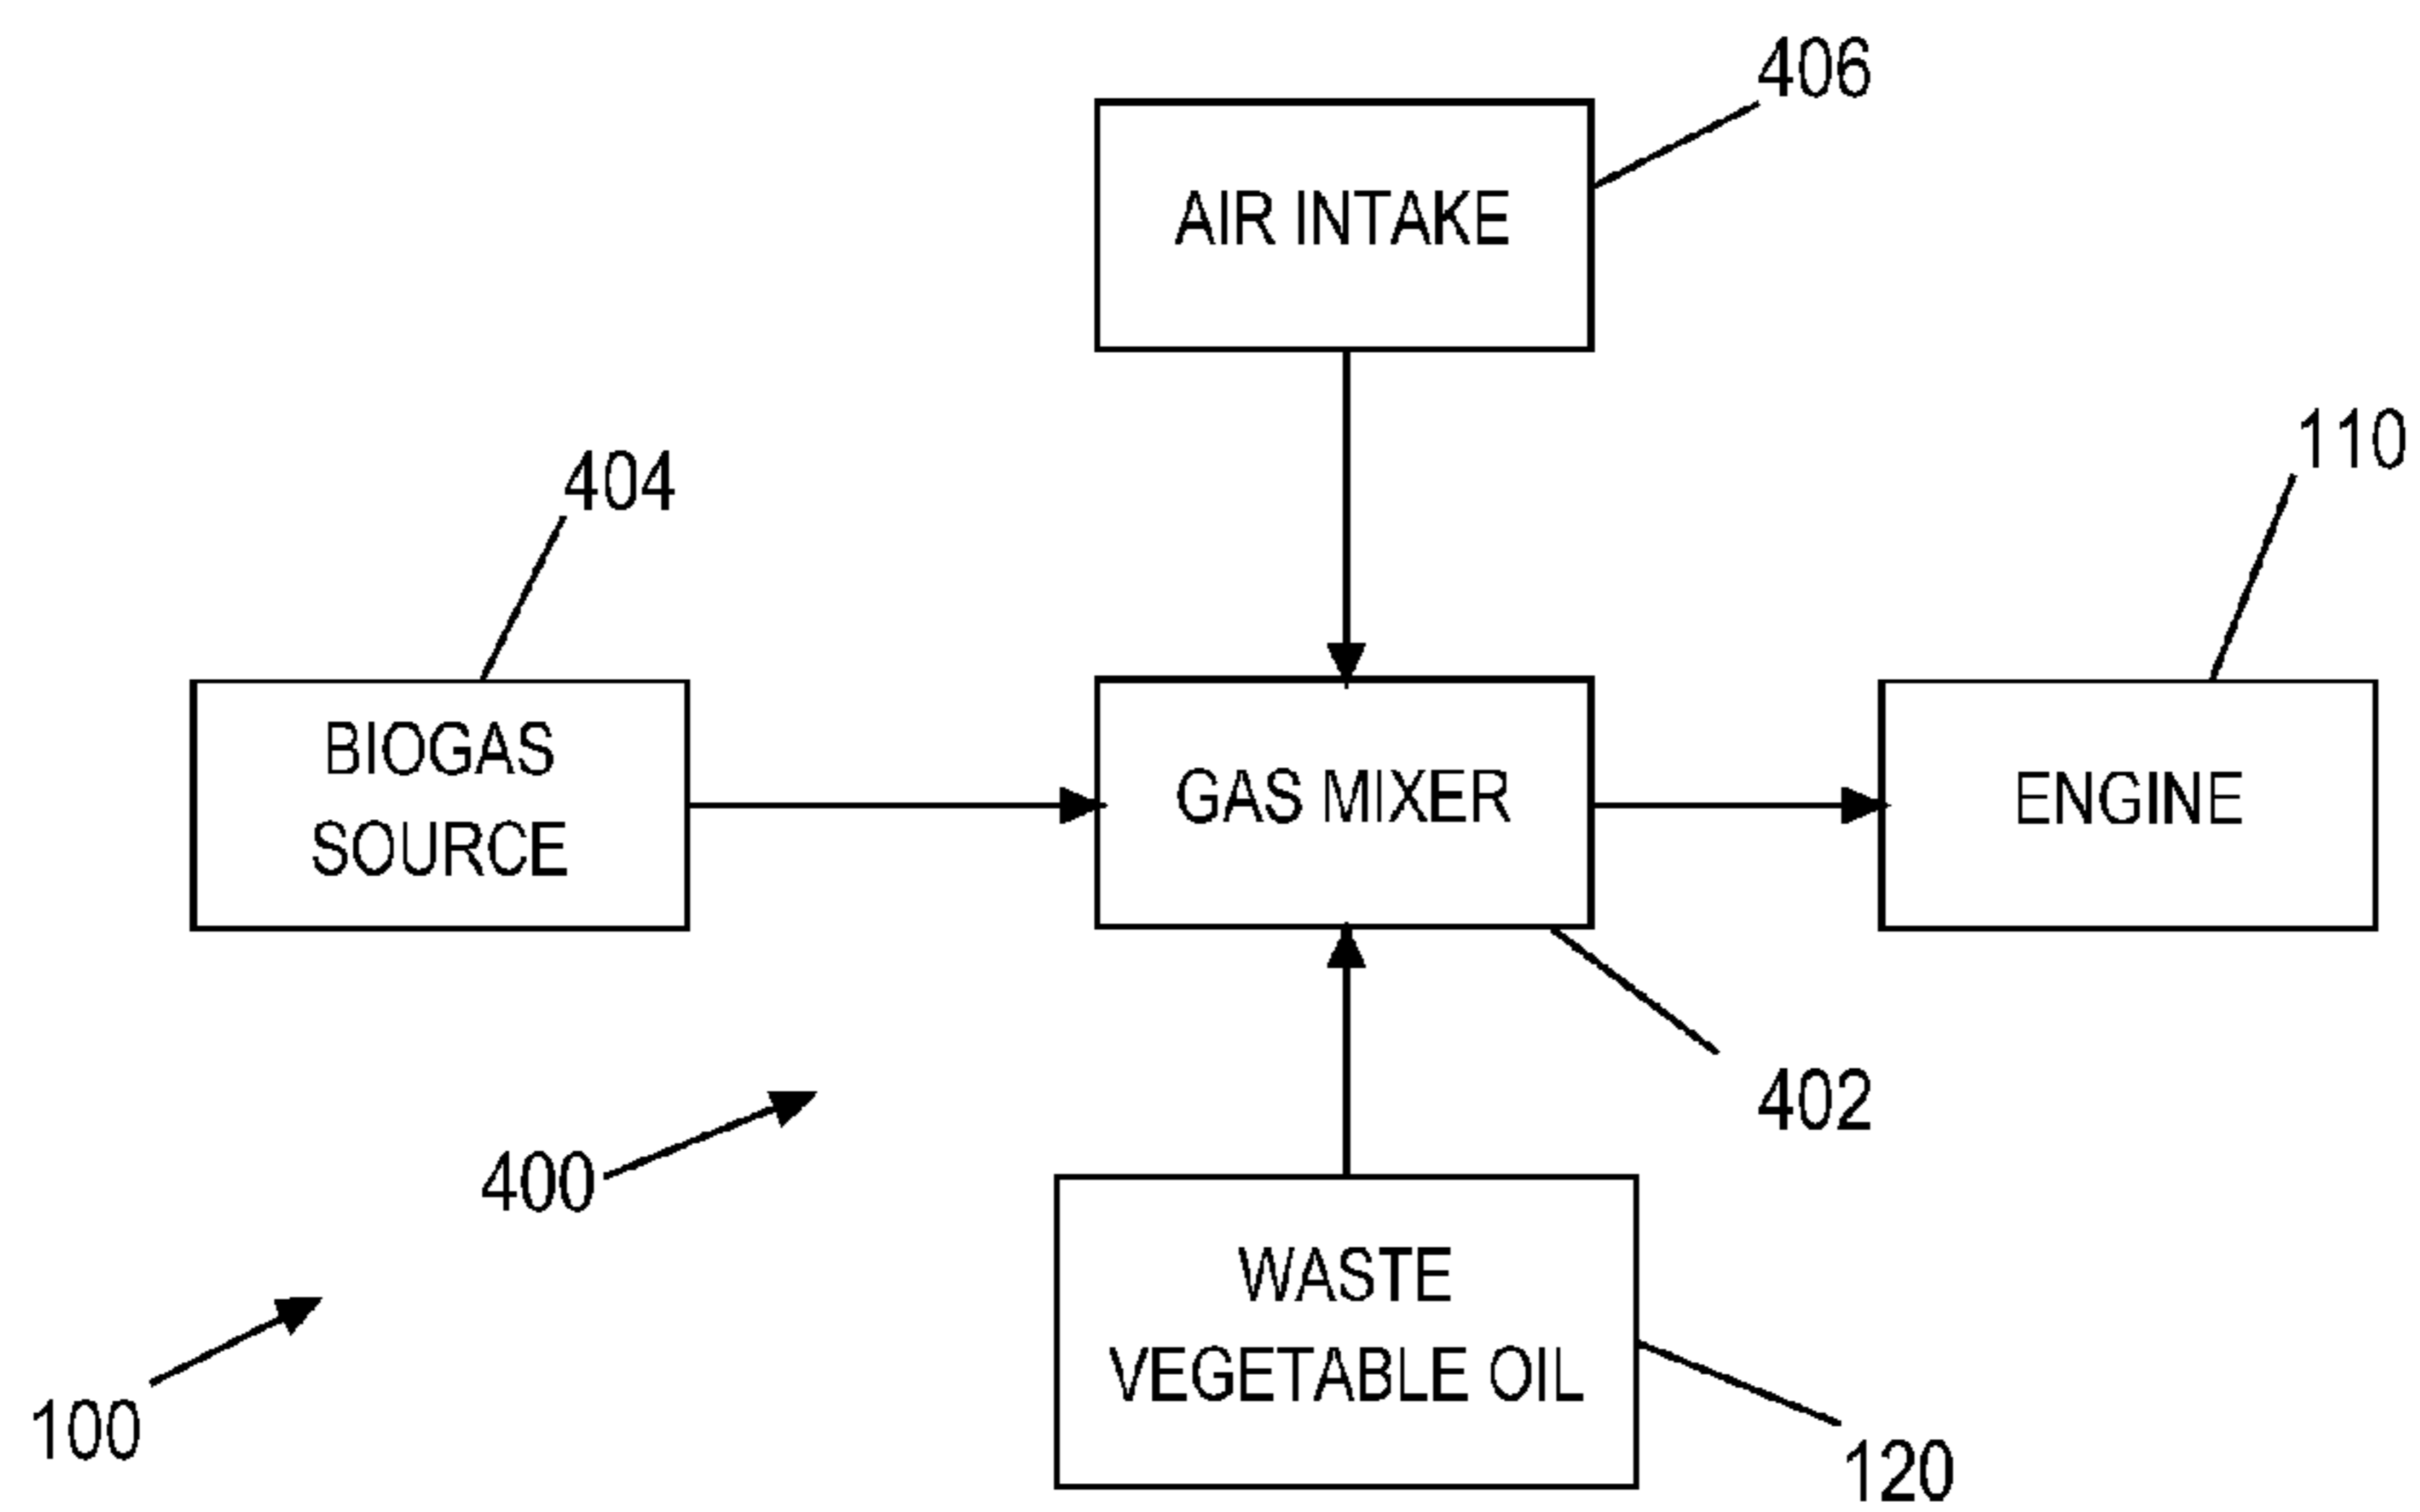 406
AIR INTAKE
110
404
BIOGAS
SOURCE
GAS MIXER
ENGINE
402
400
WASTE
VEGETABLE OIL
100
120